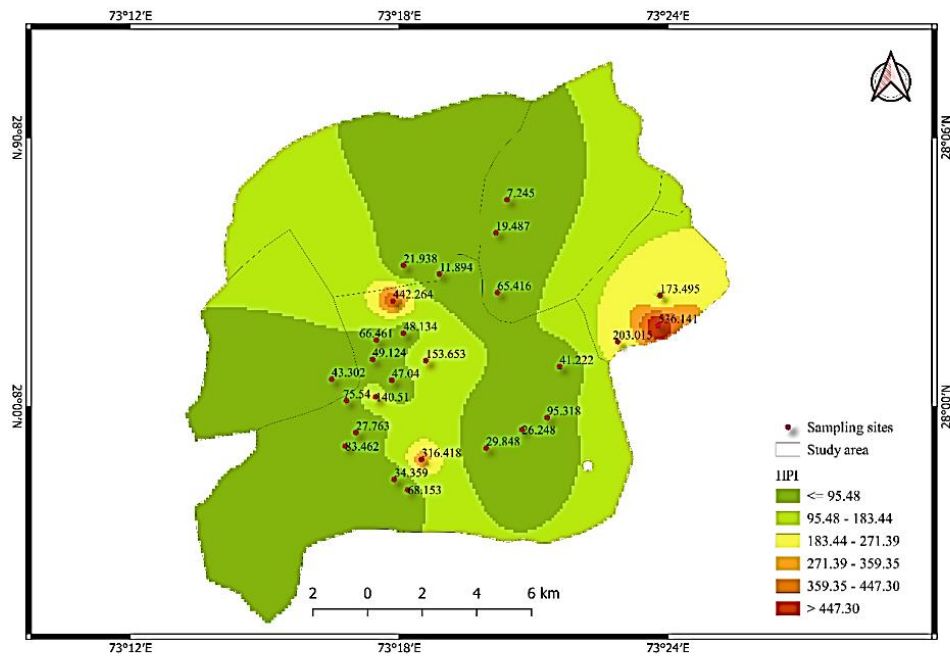 73°12'E 73°18'E 73°24'E
28°06'N 28°06'N
7.245
19.487
21.938
11.894
65.416
173.495
442.264
536.141
48.134
66.461
203.015
49.124
153.653
41.222
43.302
47.04
75.54
140.51
95.318
28°00'N 28°00'N
27.763
26.248
83.462
29.848
316.418
34.359
68.153
Sampling sites
Study area
HPI
<= 95.48
95.48 - 183.44
183.44 - 271.39
271.39 - 359.35
359.35 - 447.30
> 447.30
2 0 2 4 6 km
73°12'E 73°18'E 73°24'E